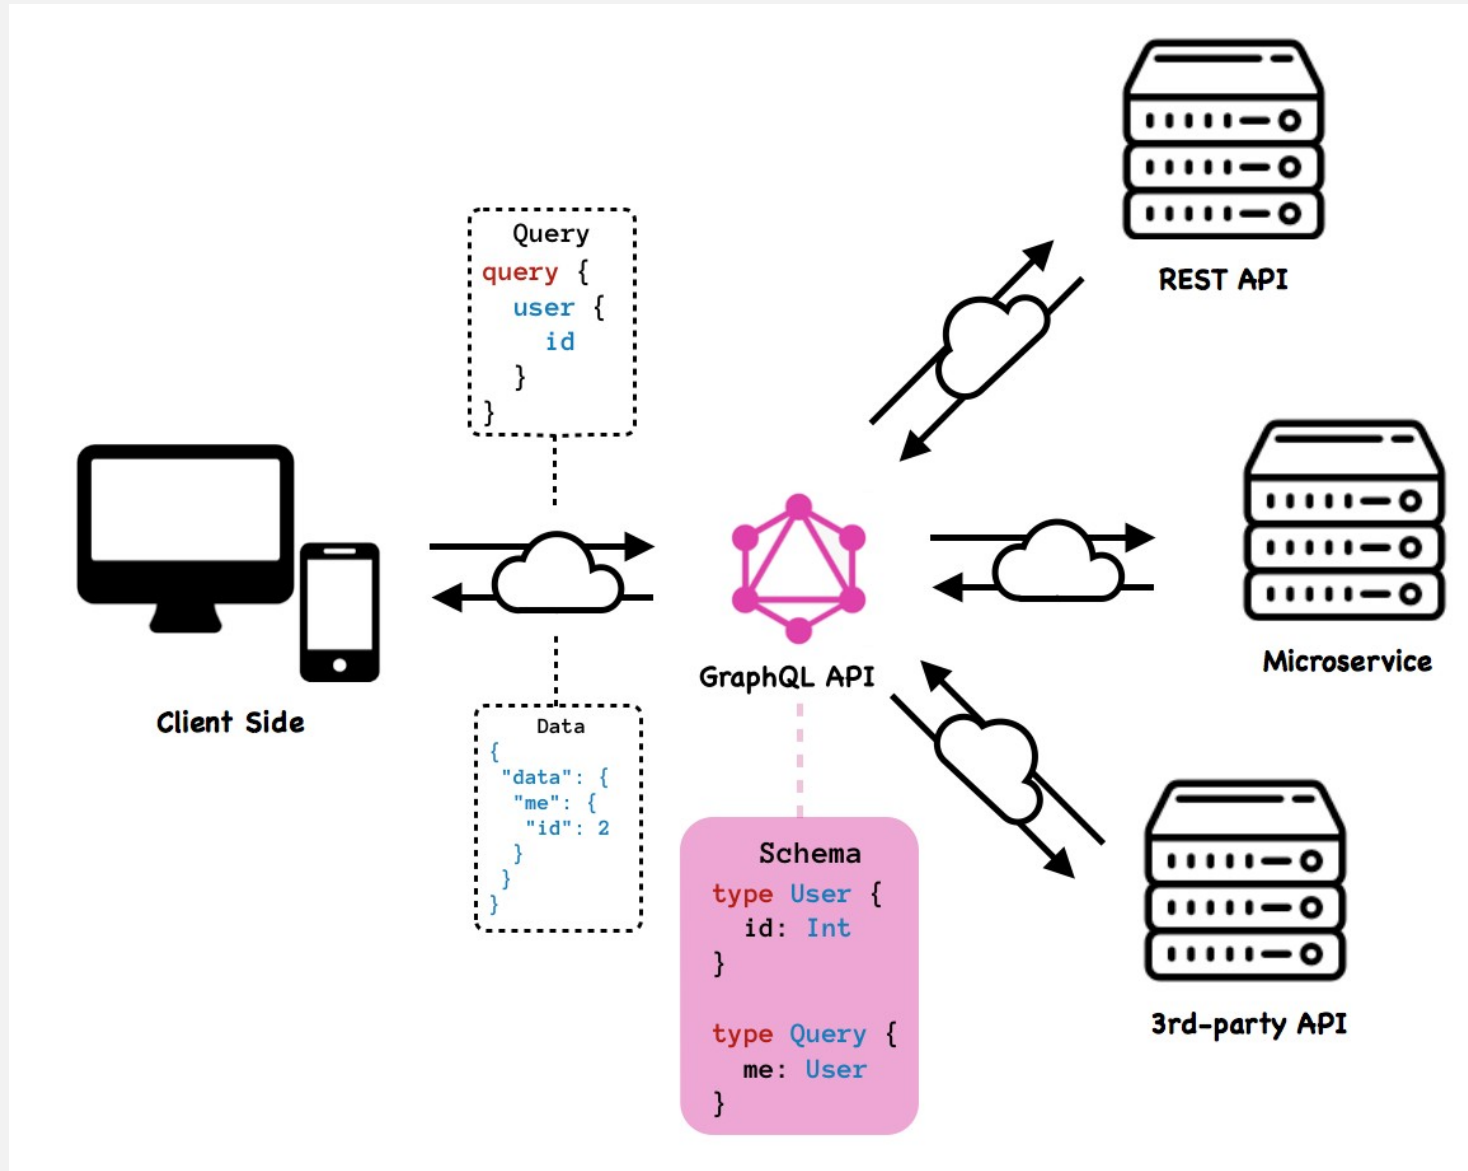 REST API
Query
query {
user {
id
}
}
Client Side
GraphQL API
Microservice
Data
{
"data": {
"me": {
"id": 2
}
}
}
Schema
type User {
id: Int
}
type Query {
me: User
}
3rd-party API